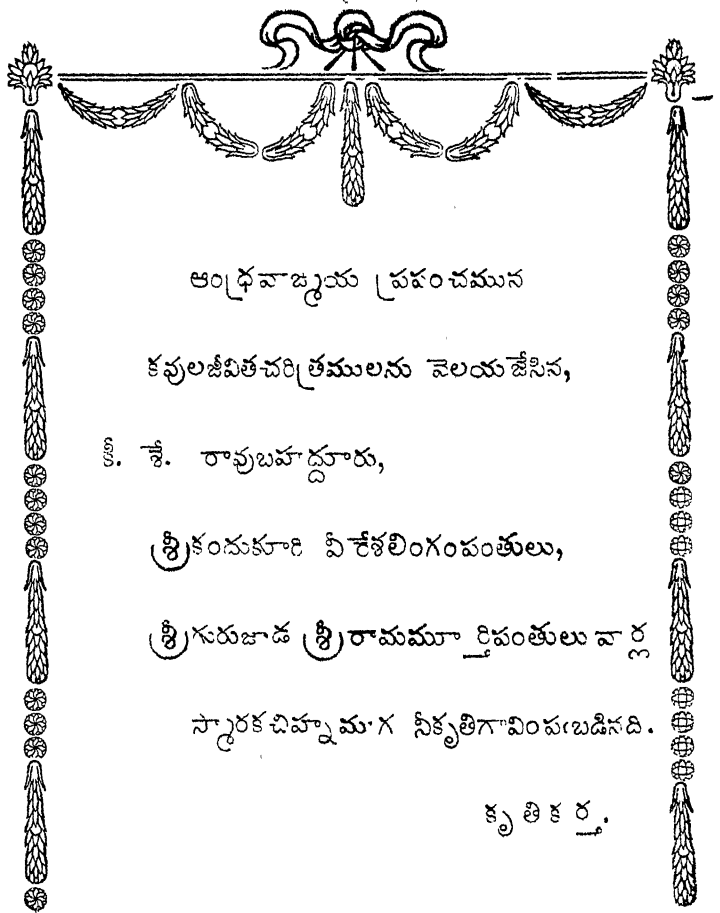 ఆంధ్రవాఙ్మయ ప్రపంచమున
కవులజీవితచరిత్రములను వెలయజేసిన,
కీ. శే. రావుబహద్దూరు,
శ్రీకందుకూరి వీరేశలింగంపంతులు,
శ్రీగురుజాడ శ్రీరామమూర్తిపంతులు వార్ల
స్మారకచిహ్నముగ నీకృతిగావింపఁబడినది.
కృతికర్త.